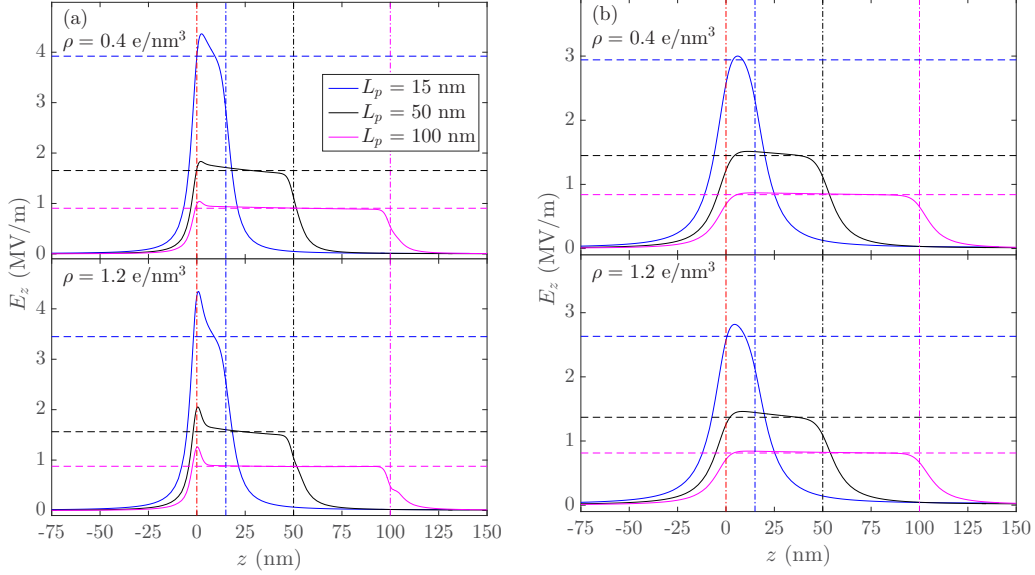 (a)
ρ = 0.4 e/nm³
L_p = 15 nm
L_p = 50 nm
L_p = 100 nm
4
3
2
1
0
ρ = 1.2 e/nm³
4
3
2
1
0
E_z (MV/m)
-75 -50 -25 0 25 50 75 100 125 150
z (nm)
(b)
ρ = 0.4 e/nm³
3
2
1
0
ρ = 1.2 e/nm³
3
2
1
0
E_z (MV/m)
-75 -50 -25 0 25 50 75 100 125 150
z (nm)